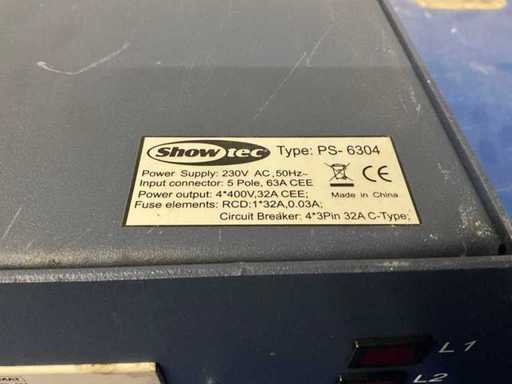 Showtec Type: PS- 6304
Power Supply: 230V AC,50Hz~
Input connector: 5 Pole, 63A CEE
Power output: 4*400V,32A CEE;
Made in China
Fuse elements: RCD:1*32A,0.03A;
Circuit Breaker: 4*3Pin 32A C-Type;
CE
L1
L2